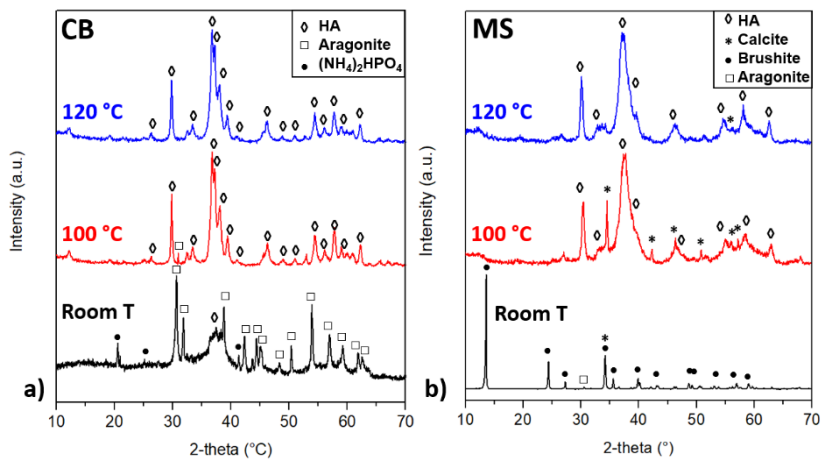 CB
◊ HA
□ Aragonite
• (NH4)2HPO4
120 °C
100 °C
Room T
a)
Intensity (a.u.)
10 20 30 40 50 60 70
2-theta (°C)
MS
◊ HA
* Calcite
• Brushite
□ Aragonite
120 °C
100 °C
Room T
b)
Intensity (a.u.)
10 20 30 40 50 60 70
2-theta (°)